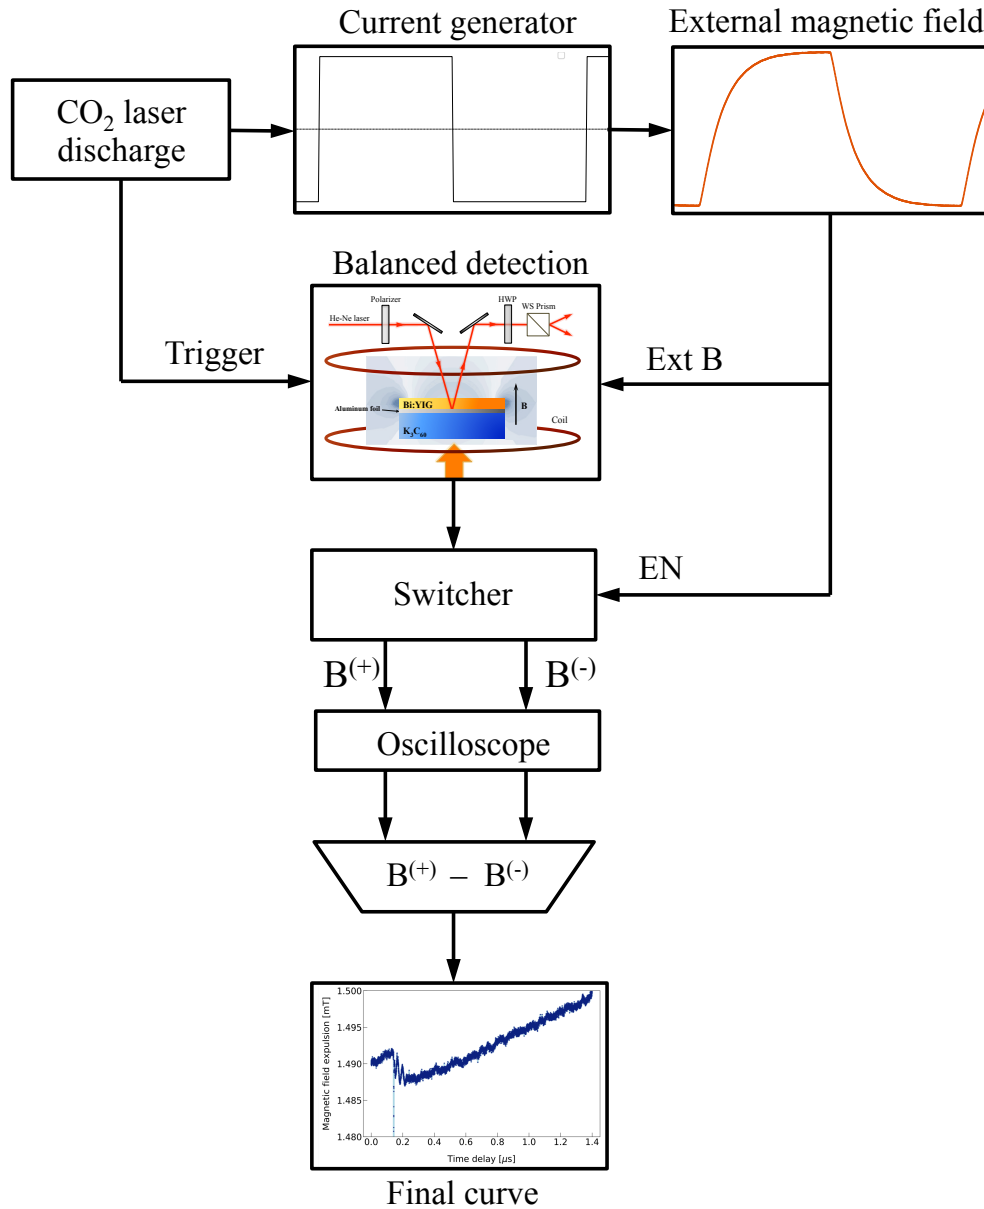 Current generator
External magnetic field
CO₂ laser
discharge
Balanced detection
Polarizer
HWP
WS Prism
He-Ne laser
Trigger
Ext B
Bi:YIG
Aluminum foil
B
K₃C₆₀
Coil
EN
Switcher
B⁽⁺⁾
B⁽⁻⁾
Oscilloscope
B⁽⁺⁾ – B⁽⁻⁾
Magnetic field expulsion [mT]
1.500
1.495
1.490
1.485
1.480
0.0 0.2 0.4 0.6 0.8 1.0 1.2 1.4
Time delay [μs]
Final curve